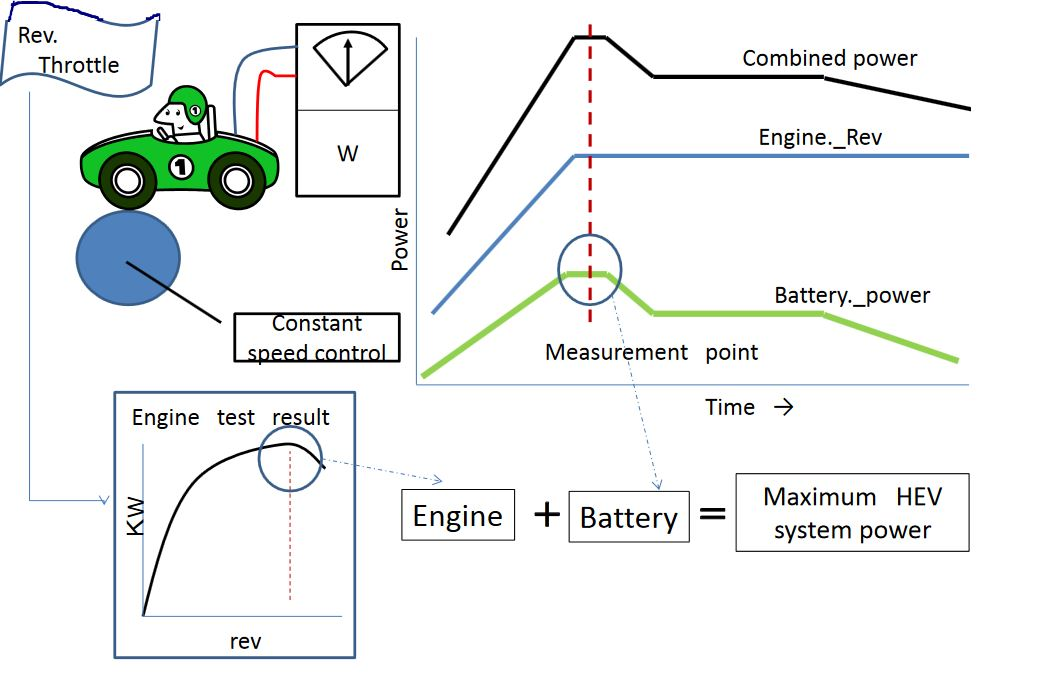 Rev.
Throttle
1
1
W
Constant
speed control
Power
Combined power
Engine._Rev
Battery._power
Measurement point
Time →
Engine test result
KW
rev
Engine + Battery = Maximum HEV
system power